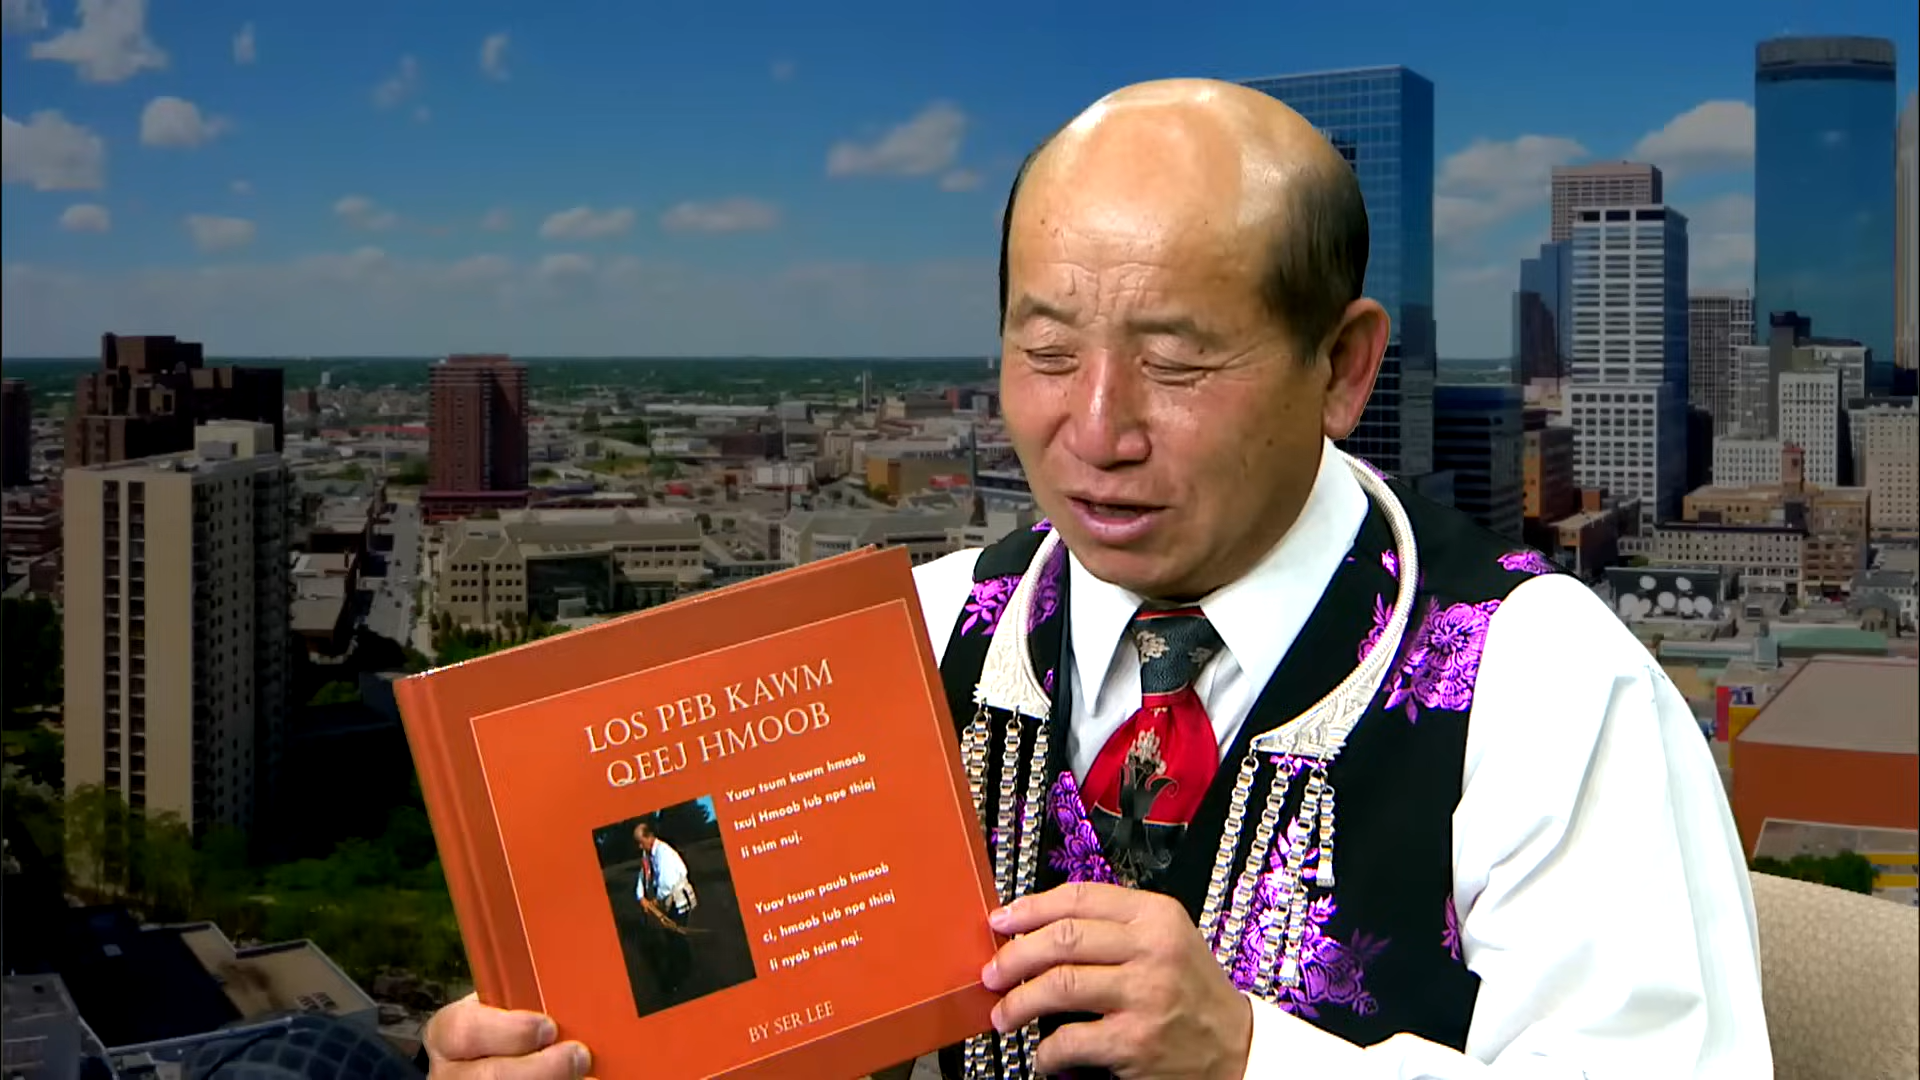 LOS PEB KAWM
QEEJ HMOOB
Yuav tsum kawm hmoob
txuj Hmoob lub npe thiaj
li tsim nuj.
Yuav tsum paub hmoob
ci, hmoob lub npe thiaj
li nyob tsim nqi.
BY SER LEE